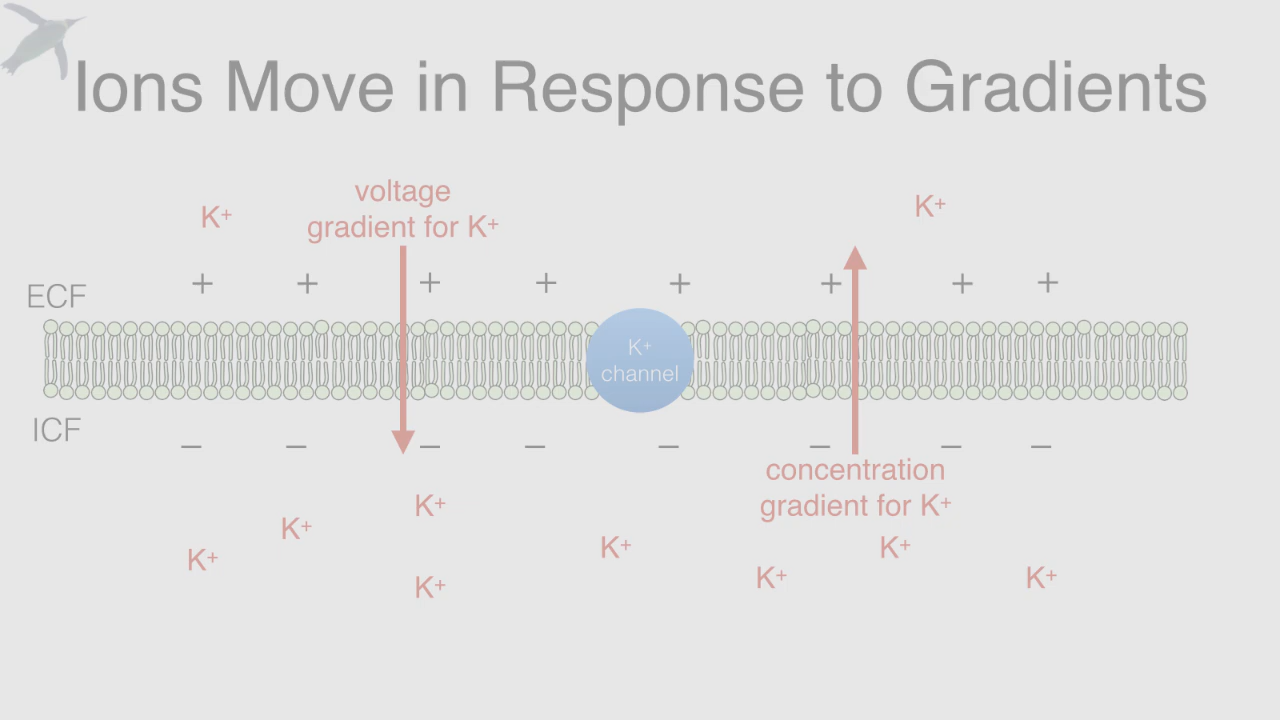 Ions Move in Response to Gradients
voltage
gradient for K⁺
K⁺
K⁺
+ + + + + + + +
ECF
K⁺
channel
ICF
– – – – – – – –
concentration
gradient for K⁺
K⁺
K⁺
K⁺
K⁺
K⁺
K⁺
K⁺
K⁺